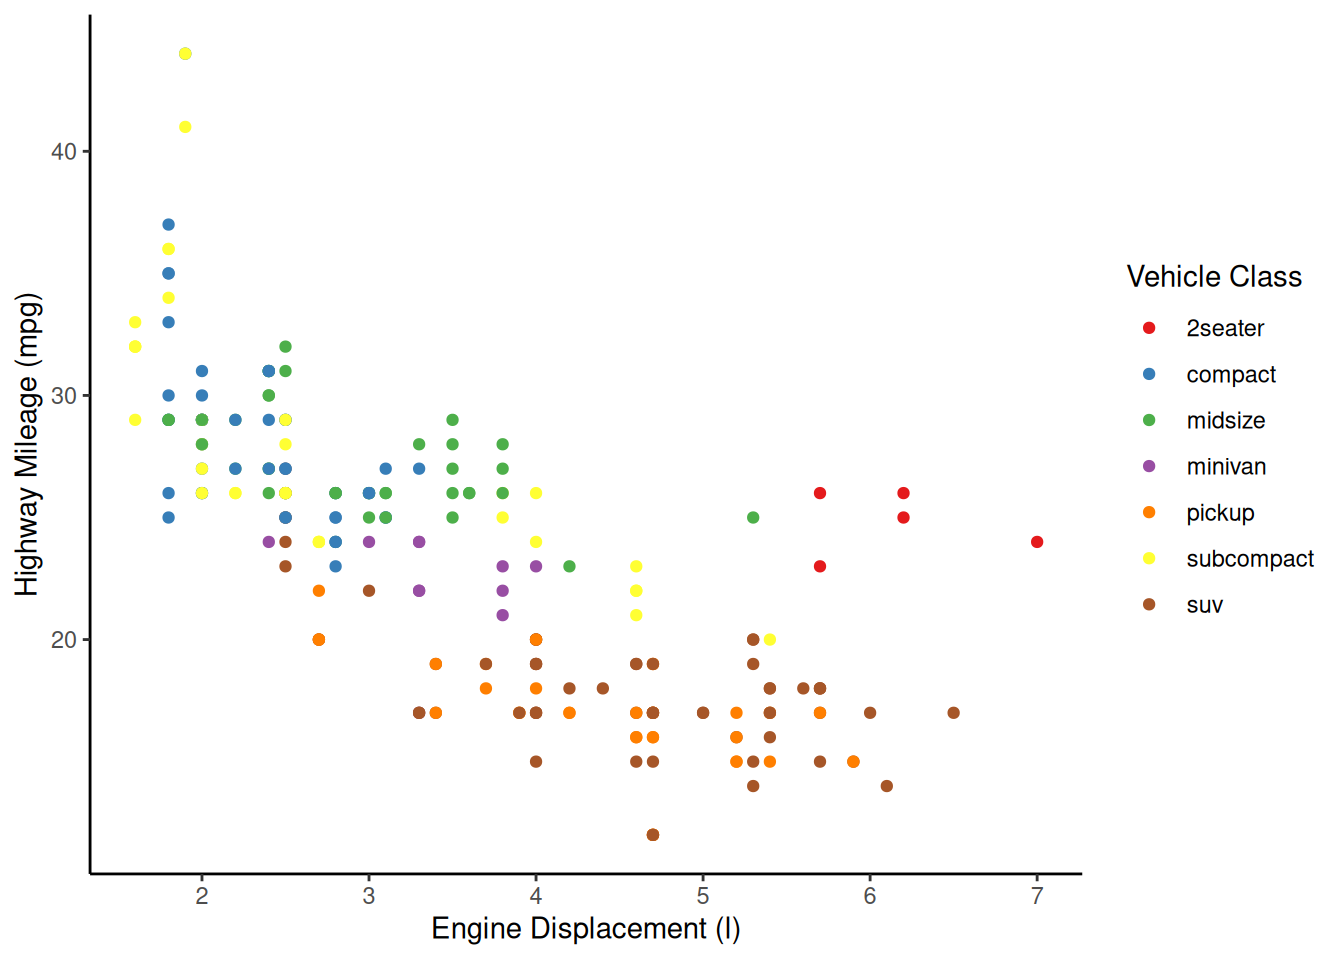 40
30
20
Highway Mileage (mpg)
2 3 4 5 6 7
Engine Displacement (l)
Vehicle Class
2seater
compact
midsize
minivan
pickup
subcompact
suv